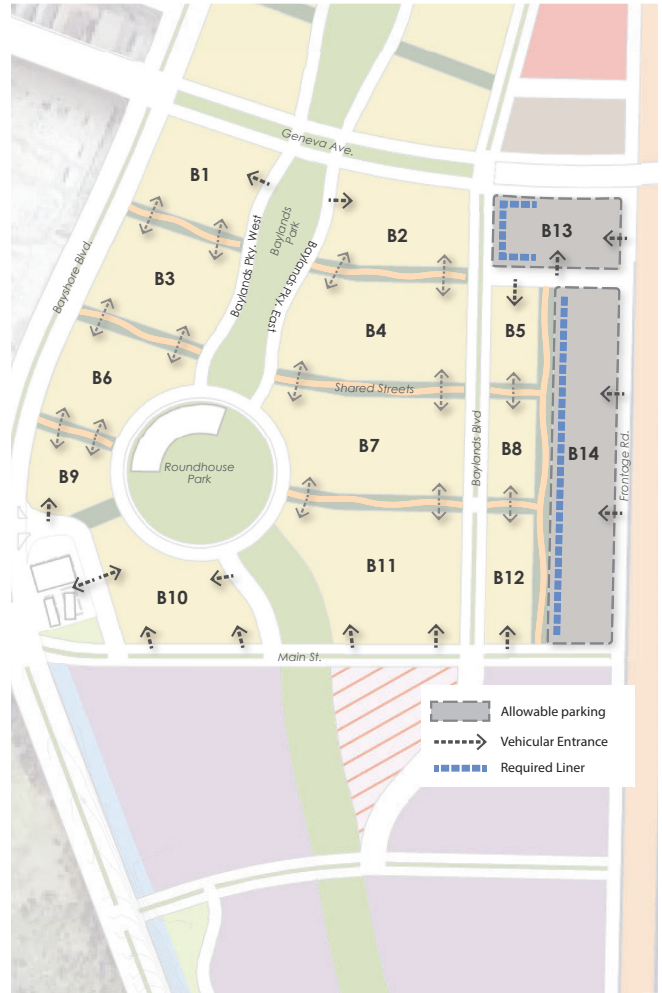 Geneva Ave.
B1
Baylands
Park
B2
B13
Baylands Pky. West
Baylands Pky. East
Bayshore Blvd.
B3
B4
B5
B6
Shared Streets
B7
Baylands Blvd
B8
B14
Frontage Rd.
Roundhouse
Park
B9
B11
B12
B10
Main St.
Allowable parking
Vehicular Entrance
Required Liner